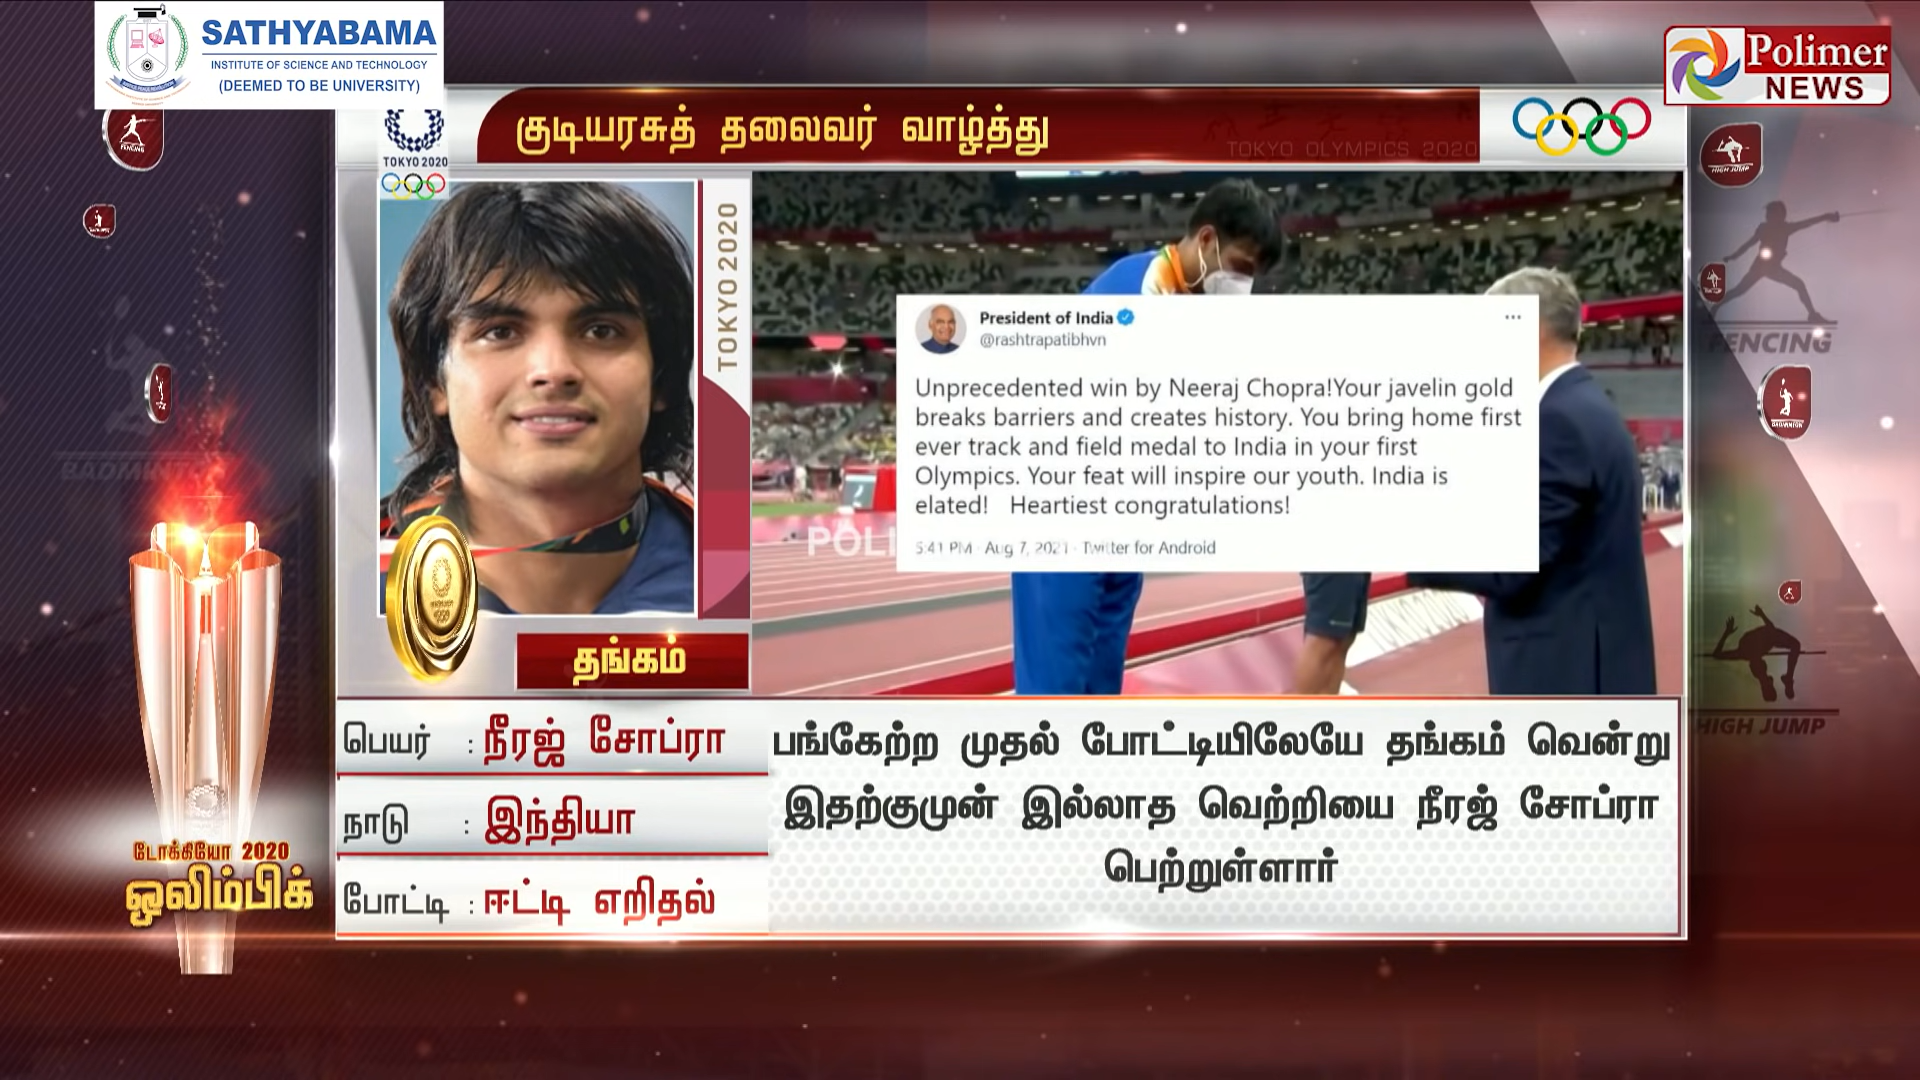 SATHYABAMA
INSTITUTE OF SCIENCE AND TECHNOLOGY
(DEEMED TO BE UNIVERSITY)
Polimer
NEWS
TOKYO 2020
குடியரசுத் தலைவர் வாழ்த்து
TOKYO OLYMPICS 2020
FENCING
HIGH JUMP
TOKYO 2020
President of India
@rashtrapatibhvn
Unprecedented win by Neeraj Chopra!Your javelin gold
breaks barriers and creates history. You bring home first
ever track and field medal to India in your first
Olympics. Your feat will inspire our youth. India is
elated! Heartiest congratulations!
5:41 PM · Aug 7, 2021 · Twitter for Android
POLI
FENCING
BADMINTON
BADMINT
தங்கம்
HIGH JUMP
பெயர் : நீரஜ் சோப்ரா
நாடு : இந்தியா
போட்டி : ஈட்டி எறிதல்
பங்கேற்ற முதல் போட்டியிலேயே தங்கம் வென்று
இதற்குமுன் இல்லாத வெற்றியை நீரஜ் சோப்ரா
பெற்றுள்ளார்
டோக்கியோ 2020
ஒலிம்பிக்